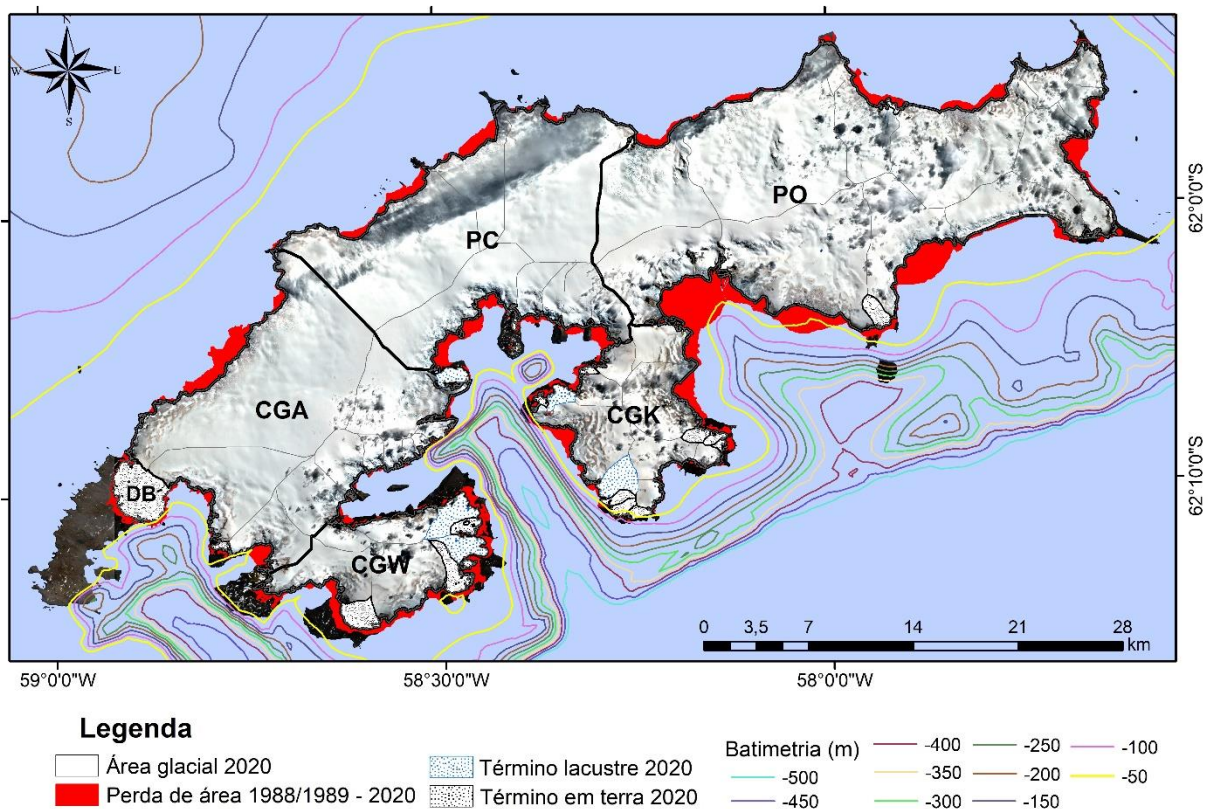 N
W
L
S
PO
PC
CGA
CGK
DB
CGW
62°0'0"S
62°10'0"S
0 3,5 7 14 21 28
km
59°0'0"W
58°30'0"W
58°0'0"W
Legenda
Área glacial 2020
Perda de área 1988/1989 - 2020
Término lacustre 2020
Término em terra 2020
Batimetria (m)
-500
-450
-400
-350
-300
-250
-200
-150
-100
-50